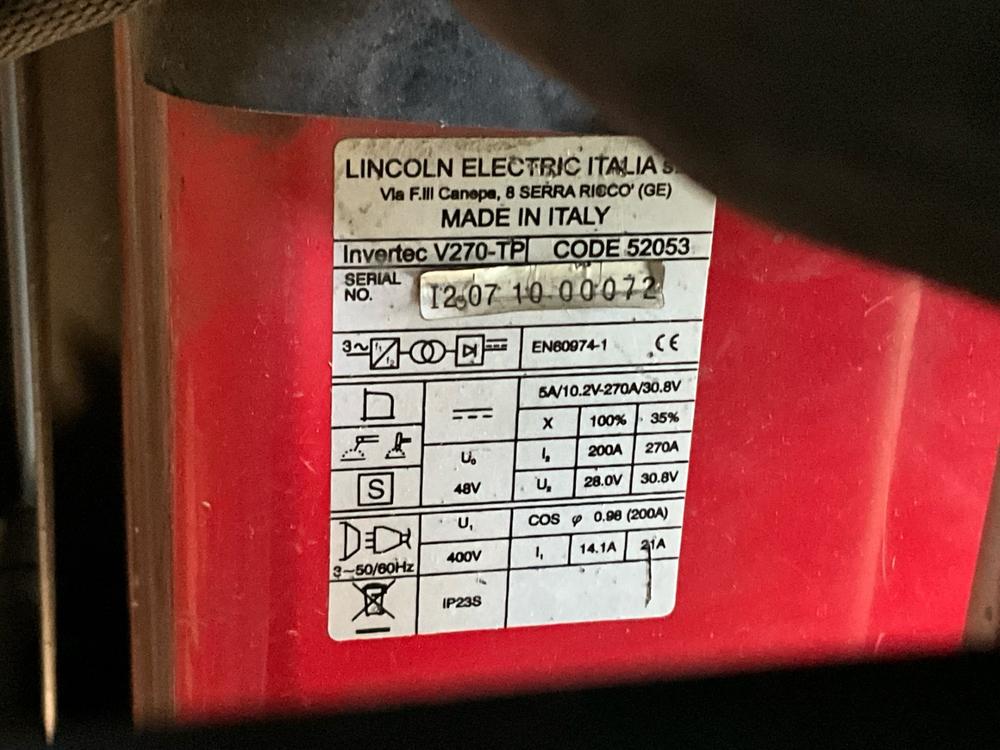 LINCOLN ELECTRIC ITALIA
Via F.lli Canepa, 8 SERRA RICCO' (GE)
MADE IN ITALY
Invertec V270-TP CODE 52053
SERIAL NO. I2 07 10 00072
3~ f1 f2 EN60974-1 CE
5A/10.2V-270A/30.8V
X 100% 35%
U0 I2 200A 270A
S 48V U2 28.0V 30.8V
U1 COS φ 0.98 (200A)
400V I1 14.1A 21A
3~50/60Hz
IP23S